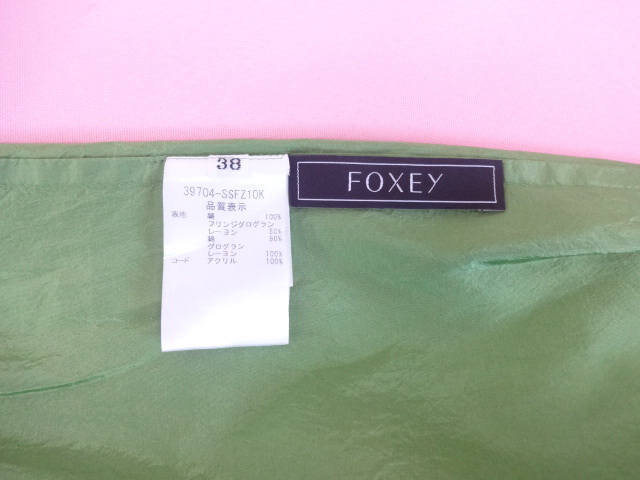 38
39704-SSFZ10K
品質表示
表地 綿 100%
フリンジグログラン
レーヨン 50%
綿 50%
グログラン
レーヨン 100%
コード アクリル 100%
FOXEY